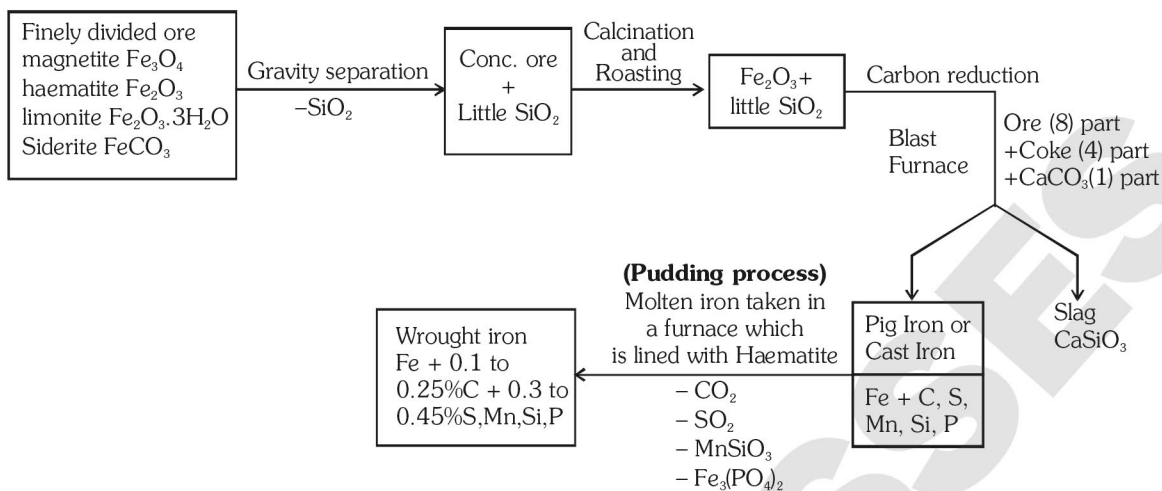 Finely divided ore
magnetite Fe₃O₄
haematite Fe₂O₃
limonite Fe₂O₃.3H₂O
Siderite FeCO₃
Gravity separation
–SiO₂
Conc. ore
+
Little SiO₂
Calcination
and
Roasting
Fe₂O₃+
little SiO₂
Carbon reduction
Blast
Furnace
Ore (8) part
+Coke (4) part
+CaCO₃(1) part
Slag
CaSiO₃
Pig Iron or
Cast Iron
Fe + C, S,
Mn, Si, P
(Pudding process)
Molten iron taken in
a furnace which
is lined with Haematite
– CO₂
– SO₂
– MnSiO₃
– Fe₃(PO₄)₂
Wrought iron
Fe + 0.1 to
0.25%C + 0.3 to
0.45%S,Mn,Si,P